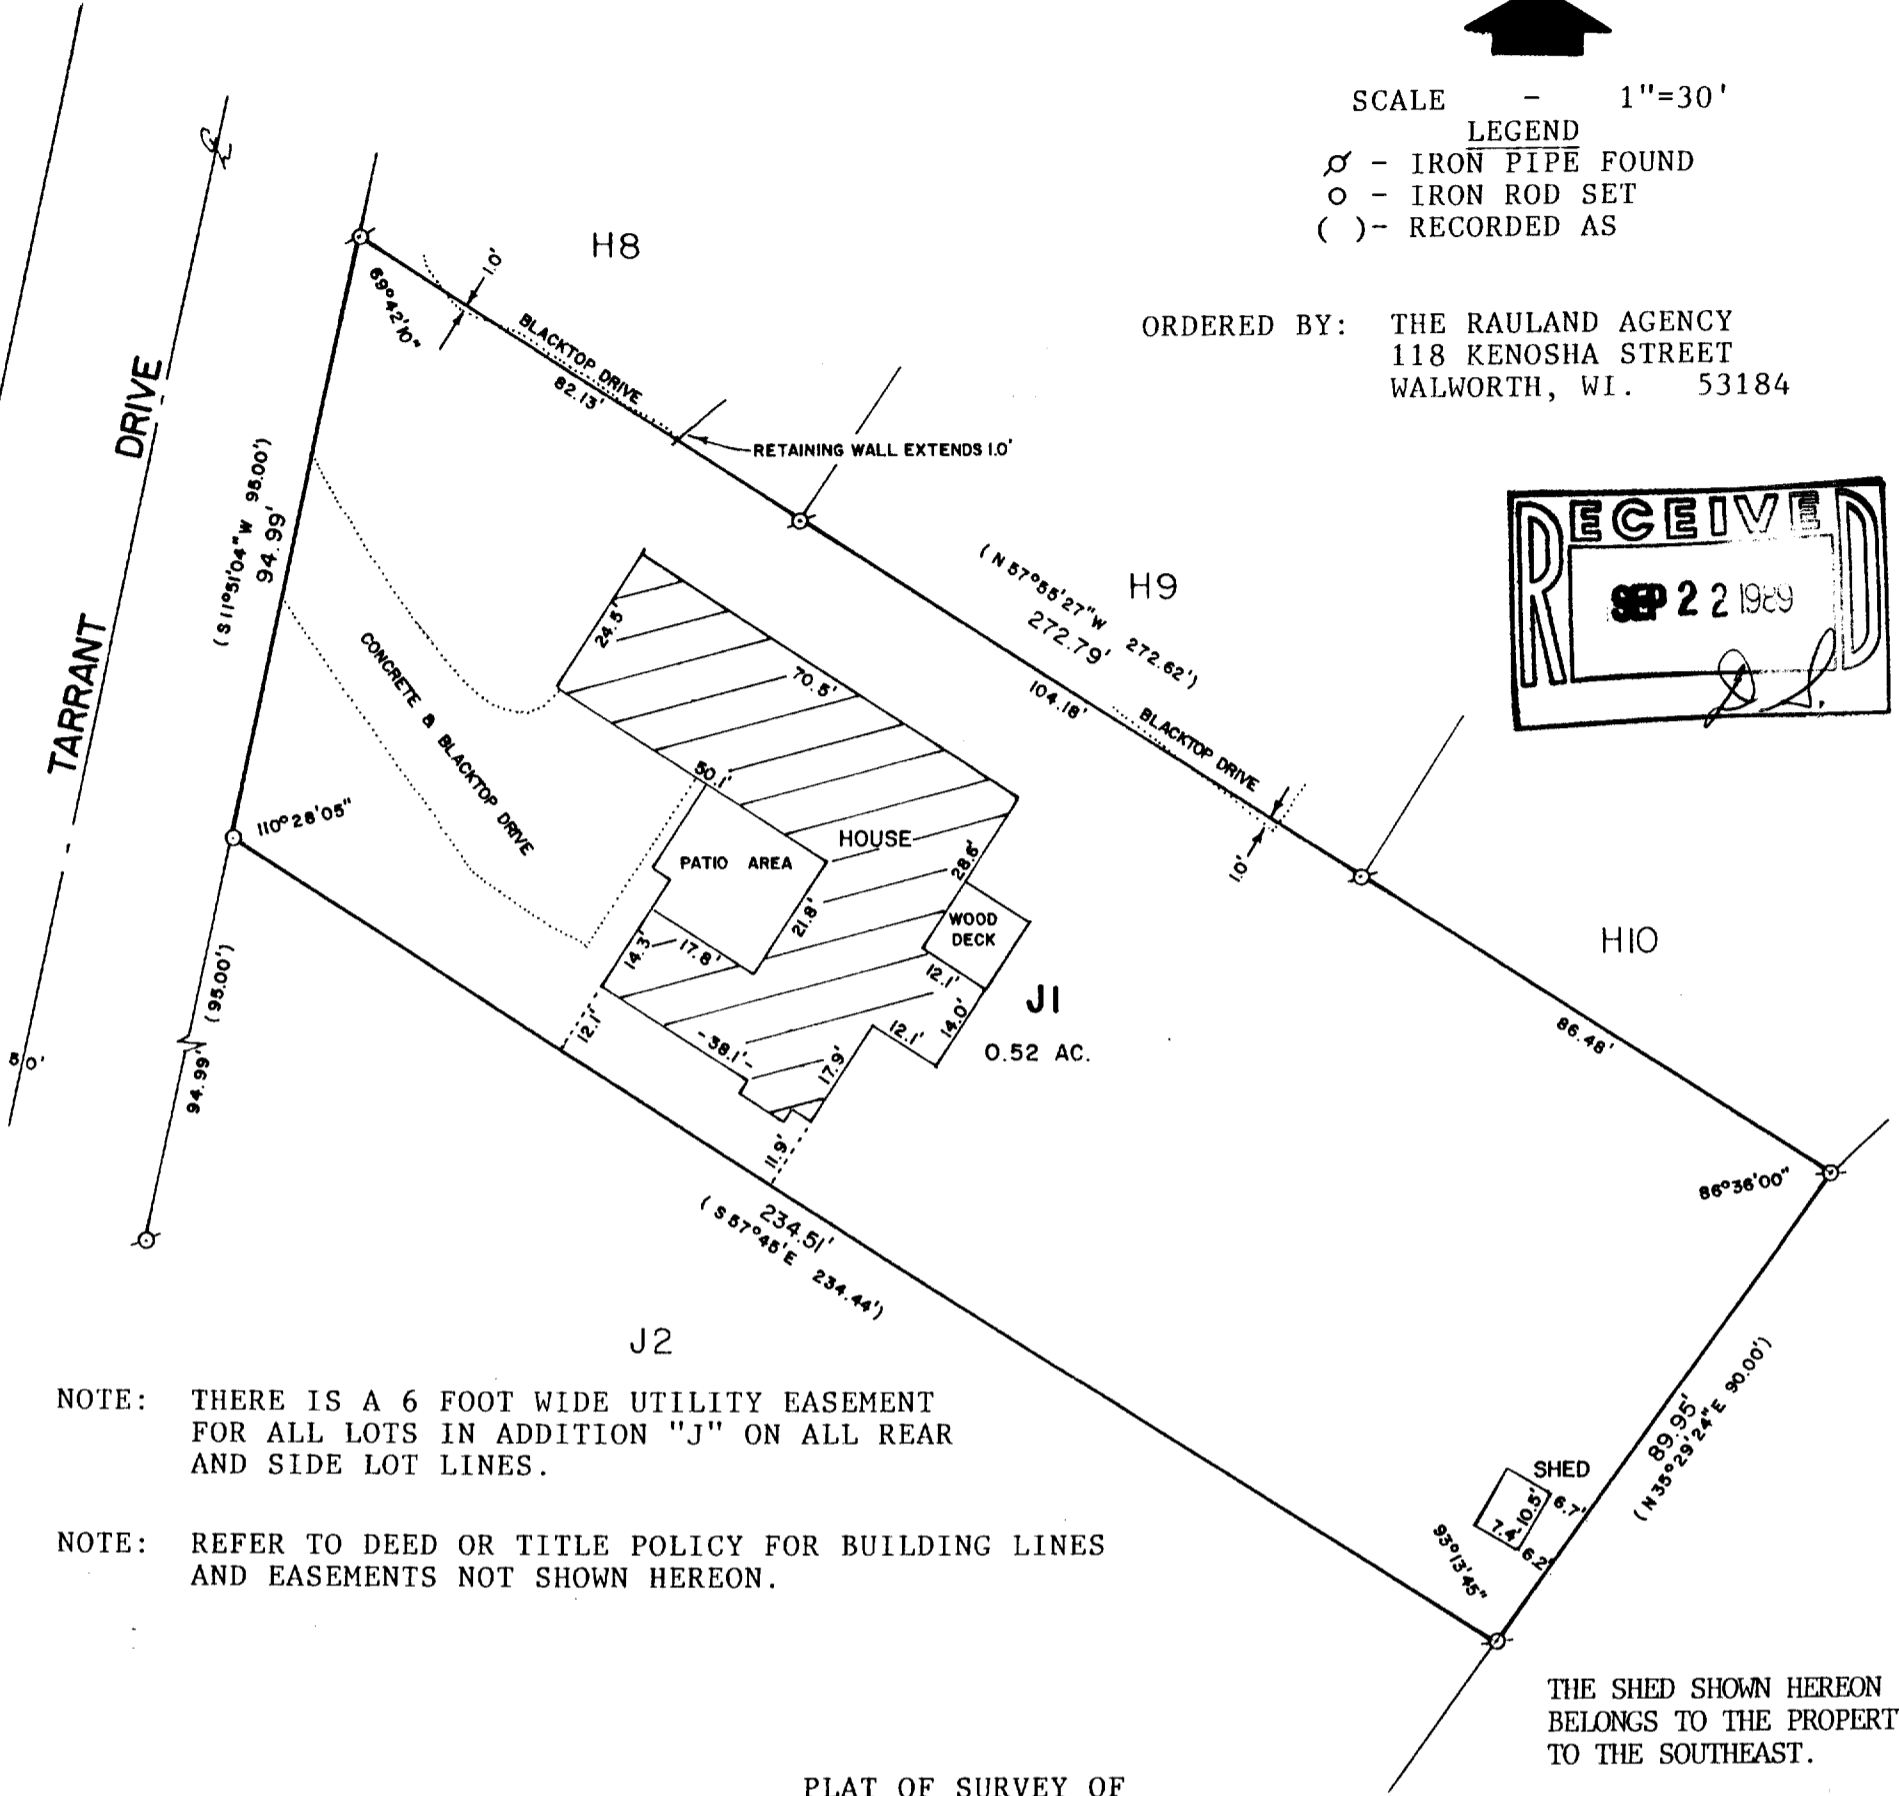 SCALE - 1"=30'
LEGEND
- IRON PIPE FOUND
O - IRON ROD SET
( )- RECORDED AS
ORDERED BY: THE RAULAND AGENCY
118 KENOSHA STREET
WALWORTH, WI. 53184
RECEIVED
SEP 22 1989
TARRANT DRIVE
H8
69°42'10"
1.0'
BLACKTOP DRIVE
82.13'
RETAINING WALL EXTENDS 1.0'
(S 11°51'04" W 95.00')
94.99'
H9
(N 57°55'27" W 272.62')
272.79'
104.18'
BLACKTOP DRIVE
1.0'
24.5'
70.5'
CONCRETE & BLACKTOP DRIVE
50.1'
HOUSE
PATIO AREA
28.6'
21.8'
WOOD
DECK
14.3'
17.8'
12.1'
14.0'
12.1'
J1
0.52 AC.
110°28'05"
12.1'
38.1'
17.9'
11.9'
H10
86.48'
86°36'00"
94.99' (95.00')
50'
234.51'
(S 57°45' E 234.44')
J2
89.95'
(N 35°29'24" E 90.00')
SHED
10.5'
6.7'
7.4'
6.2'
93°13'45"
NOTE: THERE IS A 6 FOOT WIDE UTILITY EASEMENT
FOR ALL LOTS IN ADDITION "J" ON ALL REAR
AND SIDE LOT LINES.
NOTE: REFER TO DEED OR TITLE POLICY FOR BUILDING LINES
AND EASEMENTS NOT SHOWN HEREON.
THE SHED SHOWN HEREON
BELONGS TO THE PROPERT
TO THE SOUTHEAST.
PLAT OF SURVEY OF